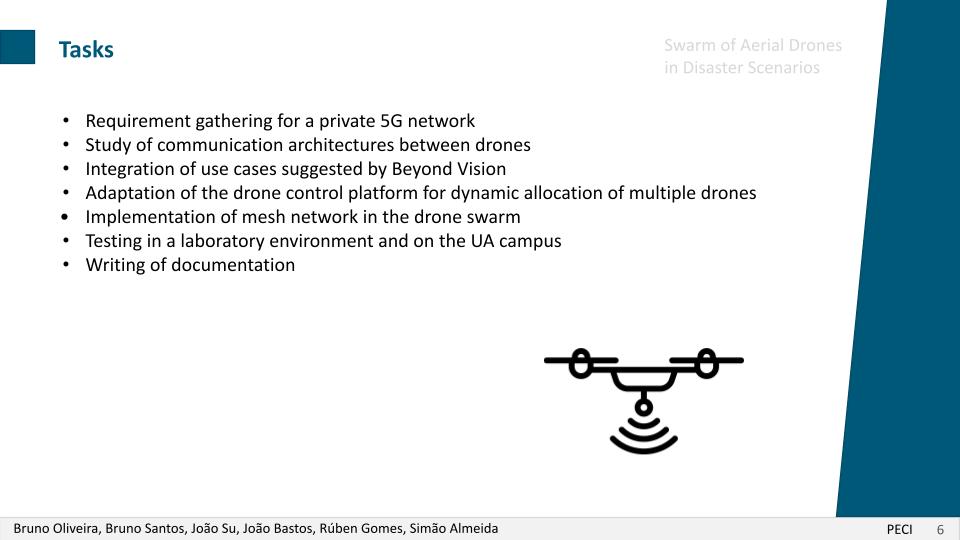 Tasks
Swarm of Aerial Drones
in Disaster Scenarios
• Requirement gathering for a private 5G network
• Study of communication architectures between drones
• Integration of use cases suggested by Beyond Vision
• Adaptation of the drone control platform for dynamic allocation of multiple drones
• Implementation of mesh network in the drone swarm
• Testing in a laboratory environment and on the UA campus
• Writing of documentation
Bruno Oliveira, Bruno Santos, João Su, João Bastos, Rúben Gomes, Simão Almeida
PECI 6